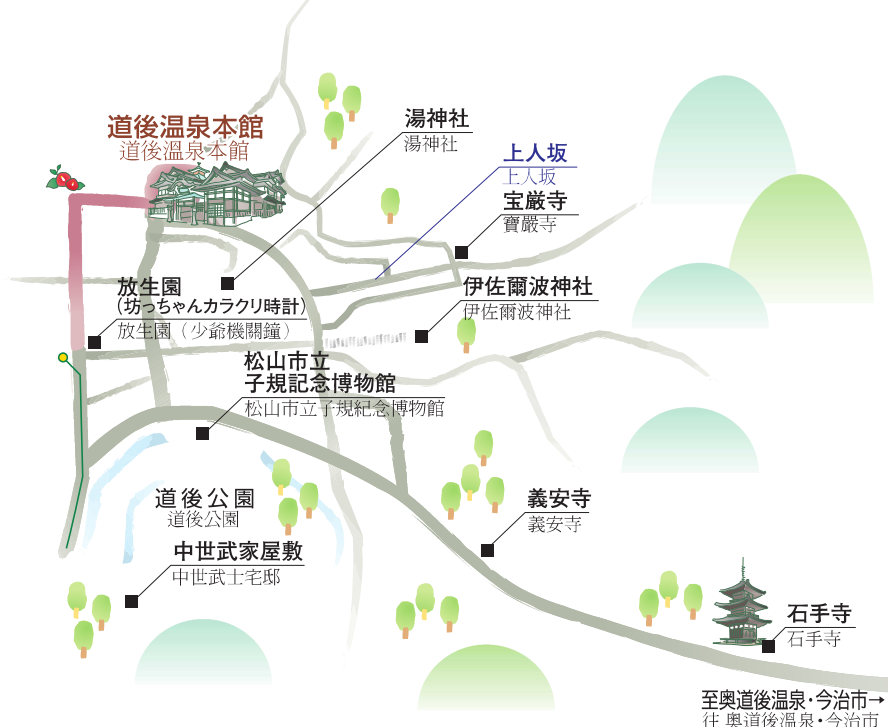 道後温泉本館
道後溫泉本館
湯神社
湯神社
上人坂
上人坂
宝厳寺
寶嚴寺
放生園
(坊っちゃんカラクリ時計)
放生園（少爺機關鐘）
伊佐爾波神社
伊佐爾波神社
松山市立
子規記念博物館
松山市立子規紀念博物館
道後公園
道後公園
義安寺
義安寺
中世武家屋敷
中世武士宅邸
石手寺
石手寺
至奥道後温泉・今治市→
往 奧道後溫泉・今治市